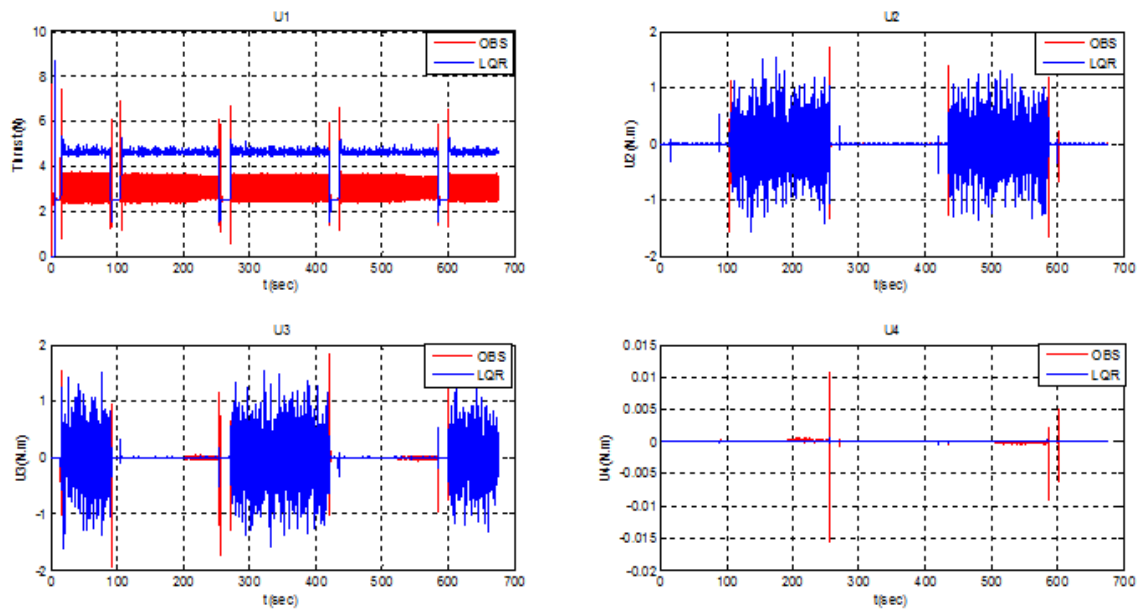 U1
10
8
6
4
2
0
Thrust(N)
OBS
LQR
0 100 200 300 400 500 600 700
t(sec)
U2
2
1
0
-1
-2
U2 (N.m)
OBS
LQR
0 100 200 300 400 500 600 700
t(sec)
U3
2
1
0
-1
-2
U3(N.m)
OBS
LQR
0 100 200 300 400 500 600 700
t(sec)
U4
0.015
0.01
0.005
0
-0.005
-0.01
-0.015
-0.02
U4(N.m)
OBS
LQR
0 100 200 300 400 500 600 700
t(sec)